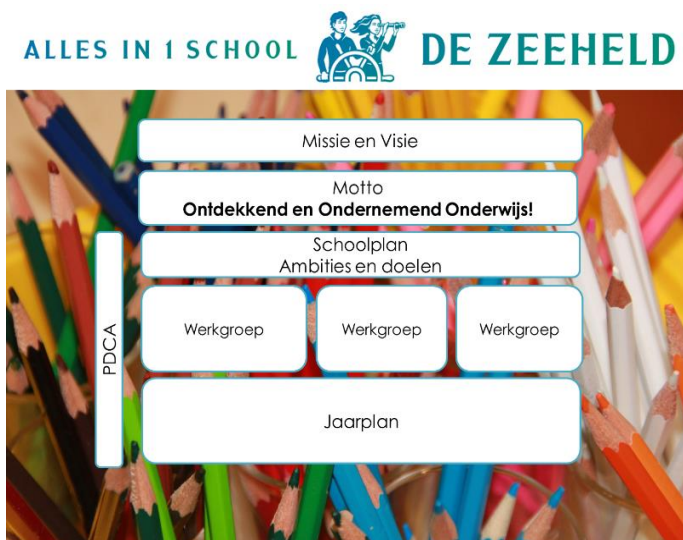 ALLES IN 1 SCHOOL DE ZEEHELD
Missie en Visie
Motto
Ontdekkend en Ondernemend Onderwijs!
Schoolplan
Ambities en doelen
PDCA
Werkgroep Werkgroep Werkgroep
Jaarplan